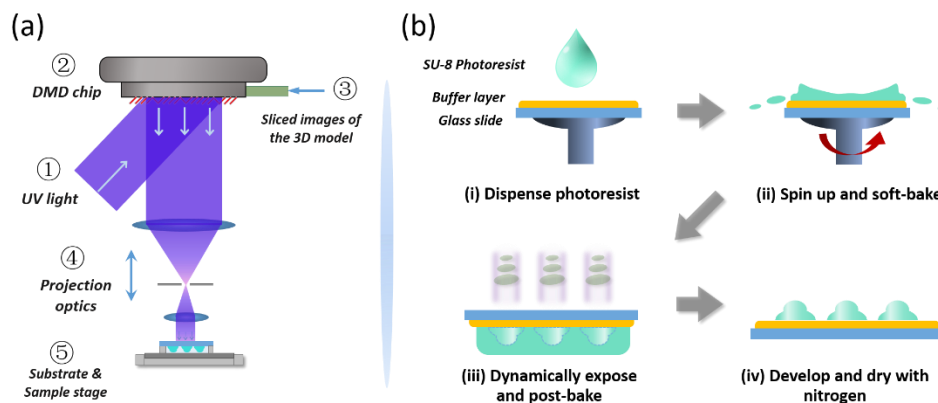 (a)
②
DMD chip
③
Sliced images of
the 3D model
①
UV light
④
Projection
optics
⑤
Substrate &
Sample stage
(b)
SU-8 Photoresist
Buffer layer
Glass slide
(i) Dispense photoresist
(ii) Spin up and soft-bake
(iii) Dynamically expose
and post-bake
(iv) Develop and dry with
nitrogen